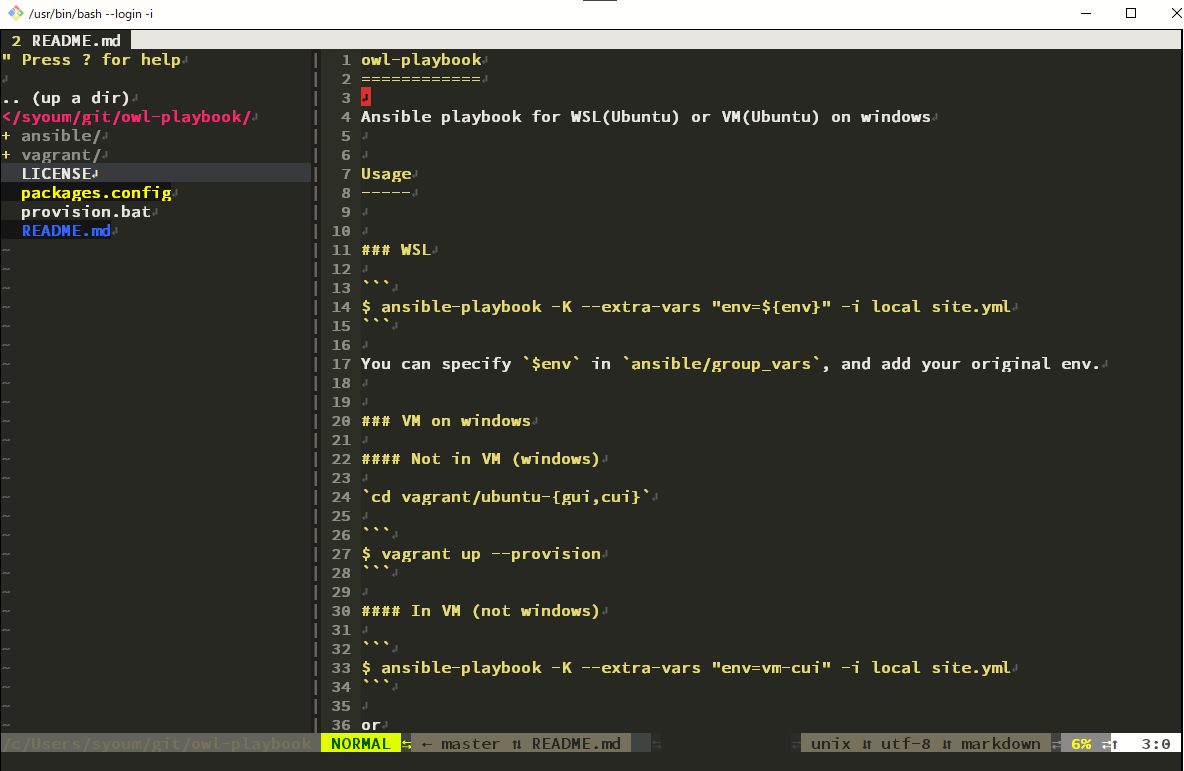 /usr/bin/bash --login -i
2 README.md
" Press ? for help
.. (up a dir)
</syoum/git/owl-playbook/
+ ansible/
+ vagrant/
LICENSE
packages.config
provision.bat
README.md
/c/Users/syoum/git/owl-playbook
1 owl-playbook
2 ============
3
4 Ansible playbook for WSL(Ubuntu) or VM(Ubuntu) on windows
5
6
7 Usage
8 -----
9
10
11 ### WSL
12
13 ```
14 $ ansible-playbook -K --extra-vars "env=${env}" -i local site.yml
15 ```
16
17 You can specify `$env` in `ansible/group_vars`, and add your original env.
18
19
20 ### VM on windows
21
22 #### Not in VM (windows)
23
24 `cd vagrant/ubuntu-{gui,cui}`
25
26 ```
27 $ vagrant up --provision
28 ```
29
30 #### In VM (not windows)
31
32 ```
33 $ ansible-playbook -K --extra-vars "env=vm-cui" -i local site.yml
34 ```
35
36 or
NORMAL ⇆ ← master ⇅ README.md unix ⇵ utf-8 ⇵ markdown ⇄ 6% ⇄↑ 3:0